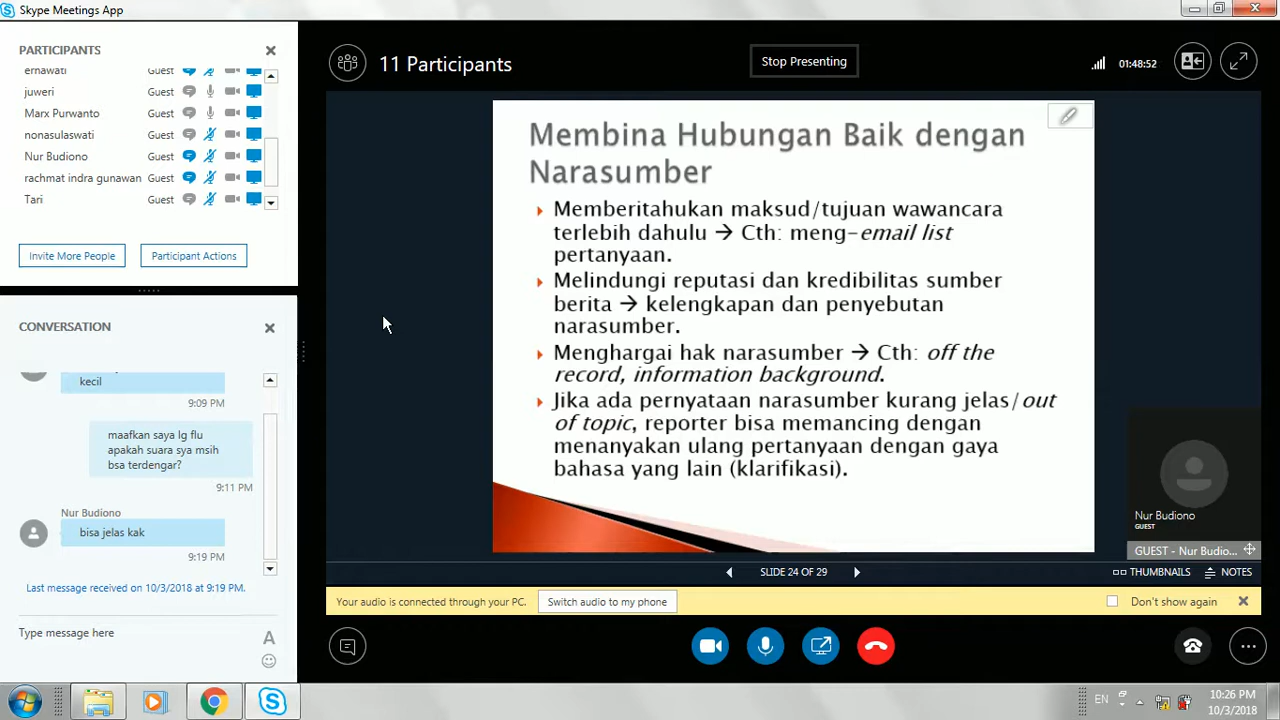 Skype Meetings App
PARTICIPANTS
ernawati Guest
juweri Guest
Marx Purwanto Guest
nonasulaswati Guest
Nur Budiono Guest
rachmat indra gunawan Guest
Tari Guest
Invite More People Participant Actions
CONVERSATION
kecil
9:09 PM
maafkan saya lg flu
apakah suara sya msih
bsa terdengar?
9:11 PM
Nur Budiono
bisa jelas kak
9:19 PM
Last message received on 10/3/2018 at 9:19 PM.
Type message here
A
11 Participants
Stop Presenting
01:48:52
Membina Hubungan Baik dengan
Narasumber
Memberitahukan maksud/tujuan wawancara
terlebih dahulu → Cth: meng-email list
pertanyaan.
Melindungi reputasi dan kredibilitas sumber
berita → kelengkapan dan penyebutan
narasumber.
Menghargai hak narasumber → Cth: off the
record, information background.
Jika ada pernyataan narasumber kurang jelas/out
of topic, reporter bisa memancing dengan
menanyakan ulang pertanyaan dengan gaya
bahasa yang lain (klarifikasi).
Nur Budiono
GUEST
GUEST - Nur Budio...
SLIDE 24 OF 29
THUMBNAILS NOTES
Your audio is connected through your PC. Switch audio to my phone Don't show again
EN
10:26 PM
10/3/2018